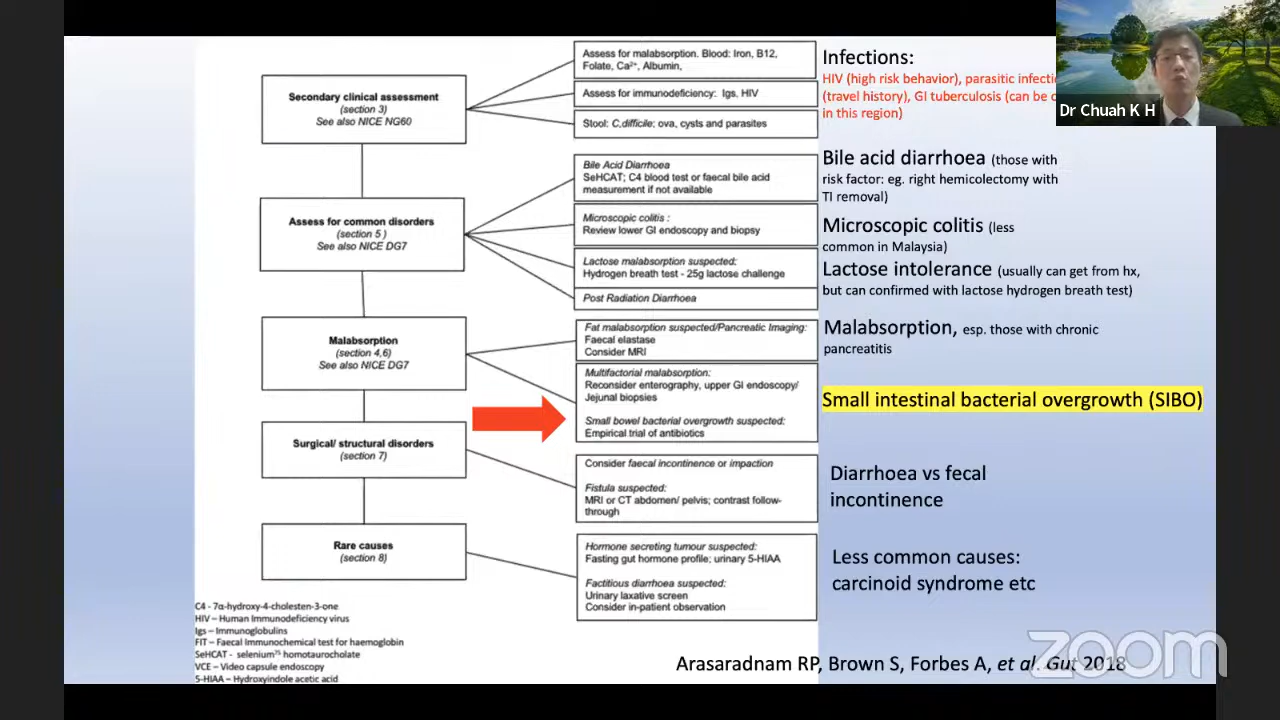 Secondary clinical assessment
(section 3)
See also NICE NG60
Assess for malabsorption. Blood: Iron, B12,
Folate, Ca²⁺, Albumin,
Assess for immunodeficiency: Igs, HIV
Stool: C.difficile; ova, cysts and parasites
Infections:
HIV (high risk behavior), parasitic
(travel history), GI tuberculosis (can be
in this region)
Dr Chuah K H
Assess for common disorders
(section 5 )
See also NICE DG7
Bile Acid Diarrhoea
SeHCAT; C4 blood test or faecal bile acid
measurement if not available
Microscopic colitis :
Review lower GI endoscopy and biopsy
Lactose malabsorption suspected:
Hydrogen breath test - 25g lactose challenge
Post Radiation Diarrhoea
Bile acid diarrhoea (those with
risk factor: eg. right hemicolectomy with
TI removal)
Microscopic colitis (less
common in Malaysia)
Lactose intolerance (usually can get from hx,
but can confirmed with lactose hydrogen breath test)
Malabsorption
(section 4,6)
See also NICE DG7
Fat malabsorption suspected/Pancreatic Imaging:
Faecal elastase
Consider MRI
Multifactorial malabsorption:
Reconsider enterography, upper GI endoscopy/
Jejunal biopsies
Small bowel bacterial overgrowth suspected:
Empirical trial of antibiotics
Malabsorption, esp. those with chronic
pancreatitis
Small intestinal bacterial overgrowth (SIBO)
Surgical/ structural disorders
(section 7)
Consider faecal incontinence or impaction
Fistula suspected:
MRI or CT abdomen/ pelvis; contrast follow-
through
Diarrhoea vs fecal
incontinence
Rare causes
(section 8)
Hormone secreting tumour suspected:
Fasting gut hormone profile; urinary 5-HIAA
Factitious diarrhoea suspected:
Urinary laxative screen
Consider in-patient observation
Less common causes:
carcinoid syndrome etc
C4 - 7α-hydroxy-4-cholesten-3-one
HIV – Human Immunodeficiency virus
Igs – Immunoglobulins
FIT – Faecal Immunochemical test for haemoglobin
SeHCAT - selenium⁷⁵ homotaurocholate
VCE – Video capsule endoscopy
5-HIAA – Hydroxyindole acetic acid
Arasaradnam RP, Brown S, Forbes A, et al. Gut 2018
zoom